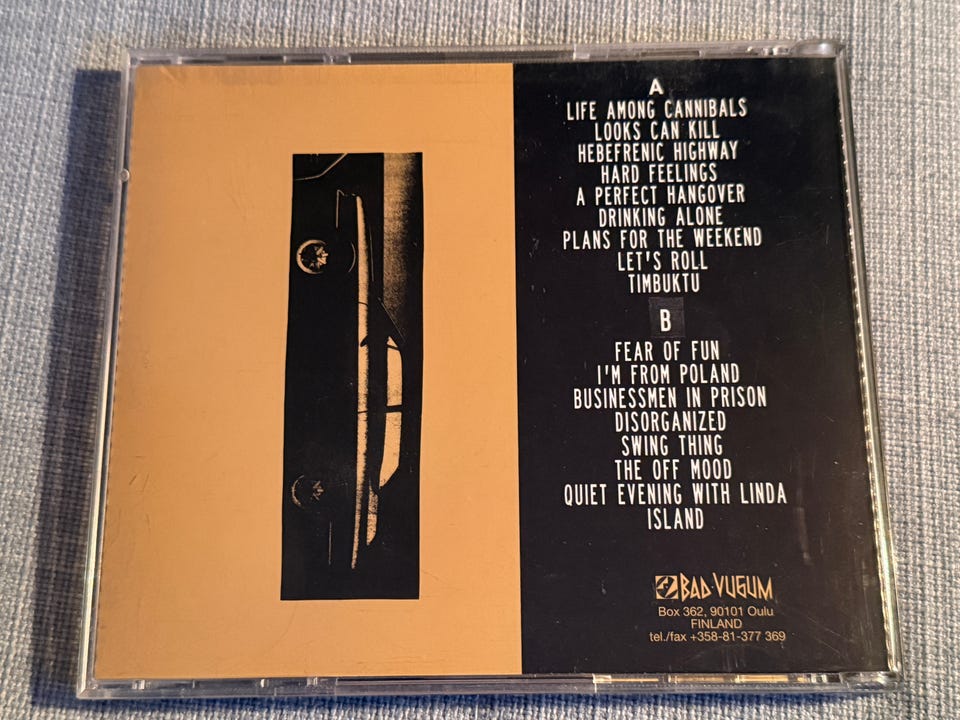 A
LIFE AMONG CANNIBALS
LOOKS CAN KILL
HEBEFRENIC HIGHWAY
HARD FEELINGS
A PERFECT HANGOVER
DRINKING ALONE
PLANS FOR THE WEEKEND
LET'S ROLL
TIMBUKTU
B
FEAR OF FUN
I'M FROM POLAND
BUSINESSMEN IN PRISON
DISORGANIZED
SWING THING
THE OFF MOOD
QUIET EVENING WITH LINDA
ISLAND
BAD VUGUM
Box 362, 90101 Oulu
FINLAND
tel./fax +358-81-377 369